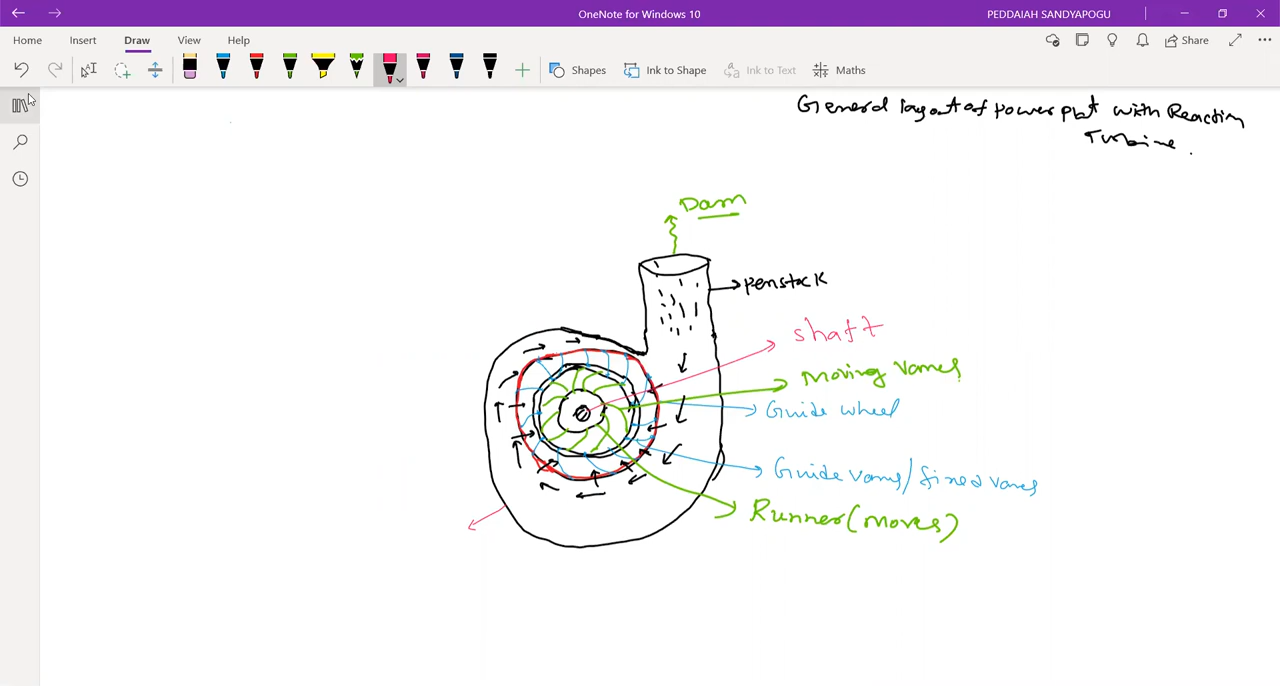 OneNote for Windows 10
PEDDAIAH SANDYAPOGU
Home Insert Draw View Help
Share
Shapes Ink to Shape Ink to Text Maths
General layout of power plat with Reaction
Turbine.
Dam
penstock
shaft
Moving Vanes
Guide wheel
Guide vans/fixed vanes
Runner(moves)